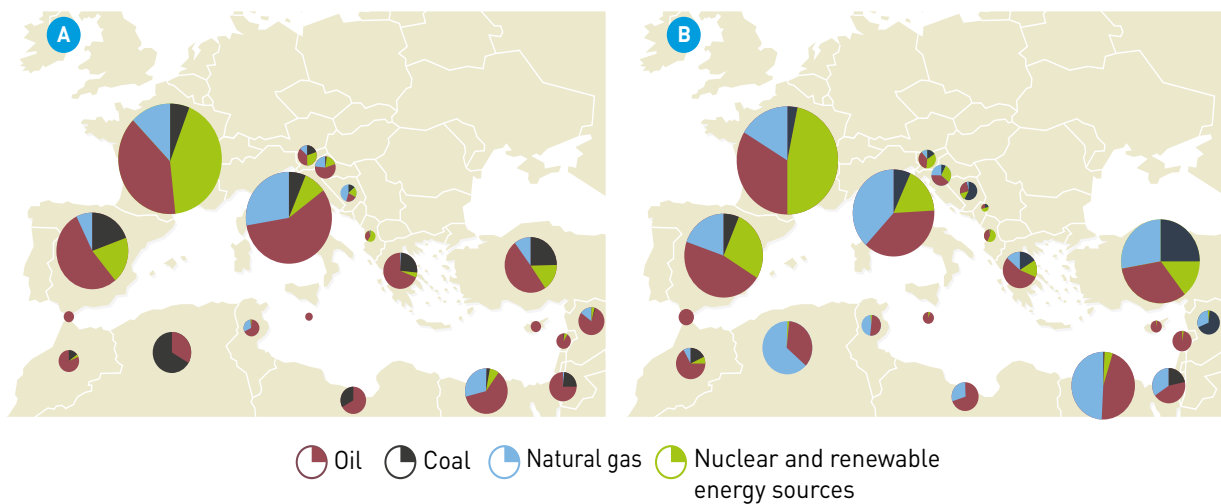 A
B
Oil
Coal
Natural gas
Nuclear and renewable
energy sources